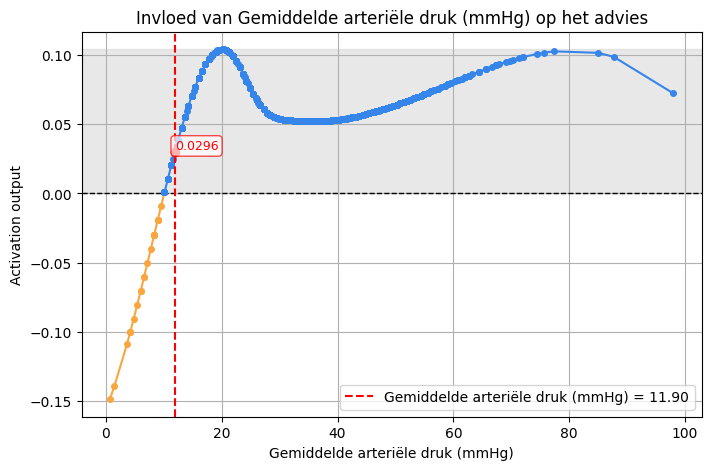 Invloed van Gemiddelde arteriële druk (mmHg) op het advies
Activation output
0.10
0.05
0.00
−0.05
−0.10
−0.15
0.0296
Gemiddelde arteriële druk (mmHg) = 11.90
0 20 40 60 80 100
Gemiddelde arteriële druk (mmHg)